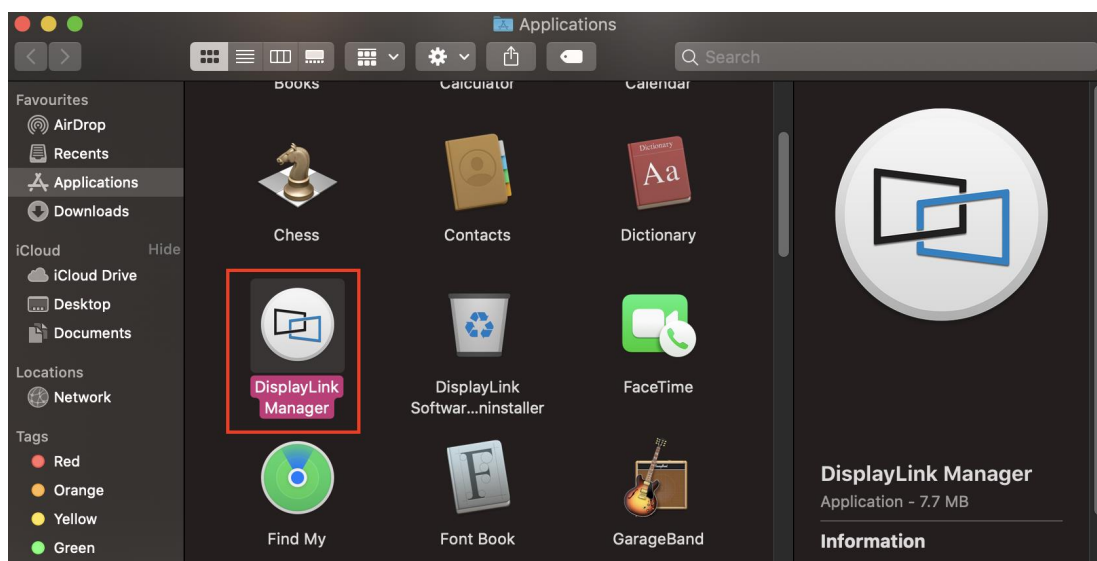 Applications
Search
Favourites
AirDrop
Recents
Applications
Downloads
iCloud
Hide
iCloud Drive
Desktop
Documents
Locations
Network
Tags
Red
Orange
Yellow
Green
Books
Calculator
Calendar
Dictionary
Aa
Chess
Contacts
Dictionary
DisplayLink
Manager
DisplayLink
Softwar...ninstaller
FaceTime
F
Find My
Font Book
GarageBand
DisplayLink Manager
Application - 7.7 MB
Information